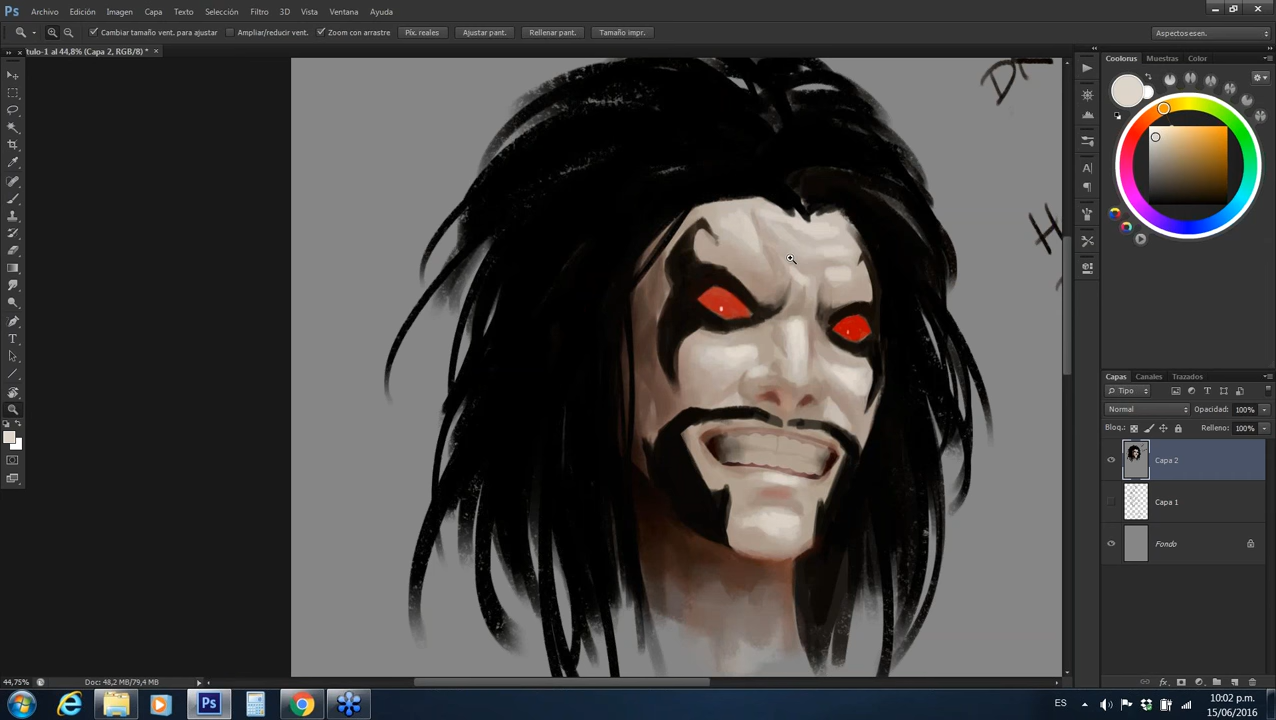 Ps Archivo Edición Imagen Capa Texto Selección Filtro 3D Vista Ventana Ayuda
Cambiar tamaño vent. para ajustar Ampliar/reducir vent. Zoom con arrastre Píx. reales Ajustar pant. Rellenar pant. Tamaño impr. Aspectos esen.
tulo-1 al 44,8% (Capa 2, RGB/8) * ×
Coolorus Muestras Color
H
Capas Canales Trazados
Tipo
Normal Opacidad: 100%
Bloq.: Relleno: 100%
Capa 2
Capa 1
Fondo
44,75% Doc: 48,2 MB/79,4 MB
Ps ES 10:02 p.m.
15/06/2016